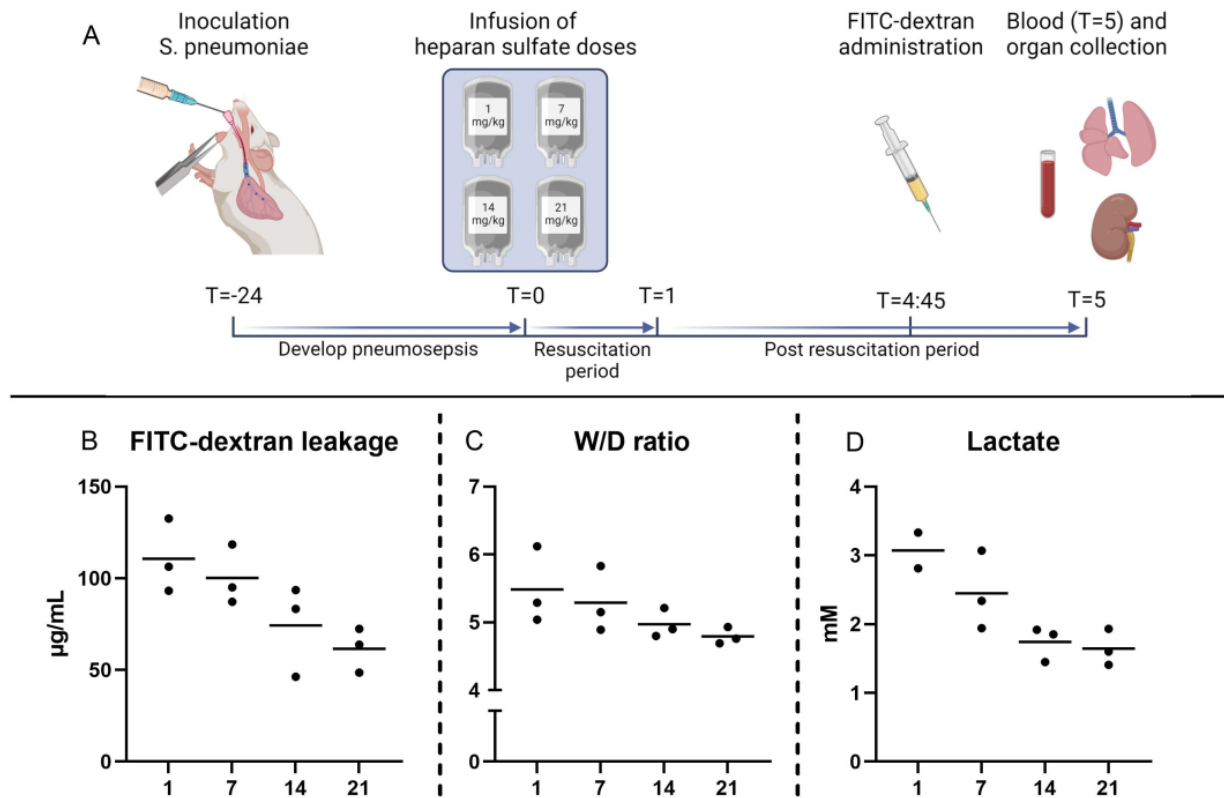 A
Inoculation
S. pneumoniae
Infusion of
heparan sulfate doses
1
mg/kg
7
mg/kg
14
mg/kg
21
mg/kg
FITC-dextran
administration
Blood (T=5) and
organ collection
T=-24
T=0
T=1
T=4:45
T=5
Develop pneumosepsis
Resuscitation
period
Post resuscitation period
B
FITC-dextran leakage
150
100
50
0
µg/mL
1 7 14 21
C
W/D ratio
7
6
5
4
0
1 7 14 21
D
Lactate
4
3
2
1
0
mM
1 7 14 21